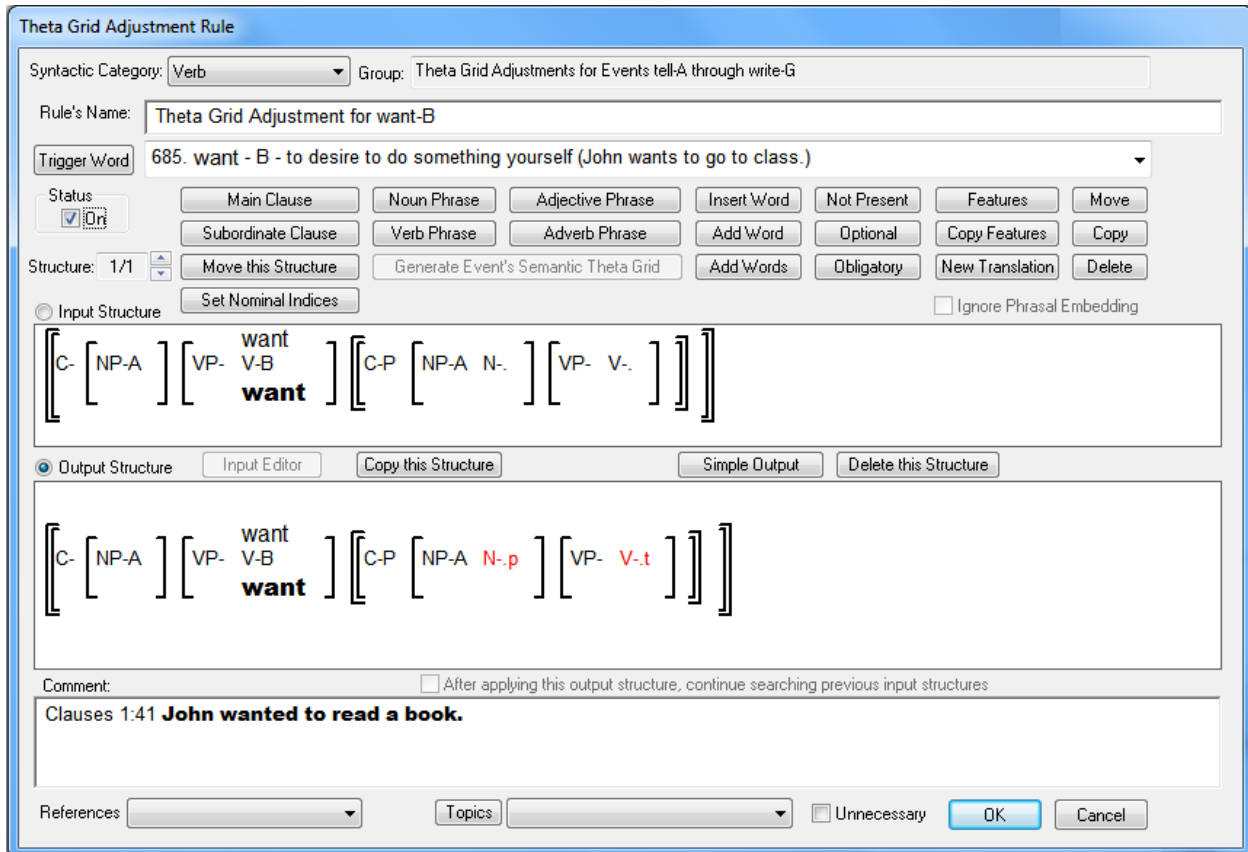 Theta Grid Adjustment Rule
Syntactic Category: Verb Group: Theta Grid Adjustments for Events tell-A through write-G
Rule's Name: Theta Grid Adjustment for want-B
Trigger Word 685. want - B - to desire to do something yourself (John wants to go to class.)
Status Main Clause Noun Phrase Adjective Phrase Insert Word Not Present Features Move
On Subordinate Clause Verb Phrase Adverb Phrase Add Word Optional Copy Features Copy
Structure: 1/1 Move this Structure Generate Event's Semantic Theta Grid Add Words Obligatory New Translation Delete
Set Nominal Indices
Input Structure Ignore Phrasal Embedding
want
[[C- [NP-A ] [VP- V-B ] [[C-P [NP-A N-. ] [VP- V-. ] ]] ]]
want
Output Structure Input Editor Copy this Structure Simple Output Delete this Structure
want
[[C- [NP-A ] [VP- V-B ] [[C-P [NP-A N-.p ] [VP- V-.t ] ]] ]]
want
Comment: After applying this output structure, continue searching previous input structures
Clauses 1:41 John wanted to read a book.
References Topics Unnecessary OK Cancel